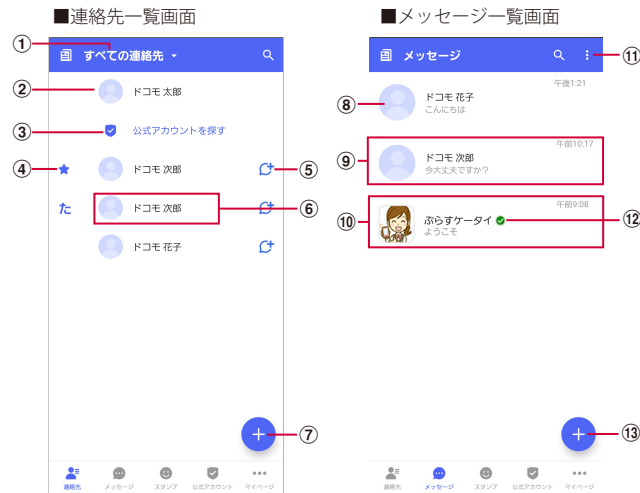 ■連絡先一覧画面
① すべての連絡先
② ドコモ 太郎
③ 公式アカウントを探す
④ ドコモ 次郎 ⑤
た ドコモ 次郎 ⑥
ドコモ 花子
⑦
連絡先 メッセージ スタンプ 公式アカウント マイページ
■メッセージ一覧画面
メッセージ ⑪
午後1:21
⑧ ドコモ 花子
こんにちは
午前10:17
⑨ ドコモ 次郎
今大丈夫ですか？
午前9:08
⑩ ぷらすケータイ ⑫
ようこそ
⑬
連絡先 メッセージ スタンプ 公式アカウント マイページ